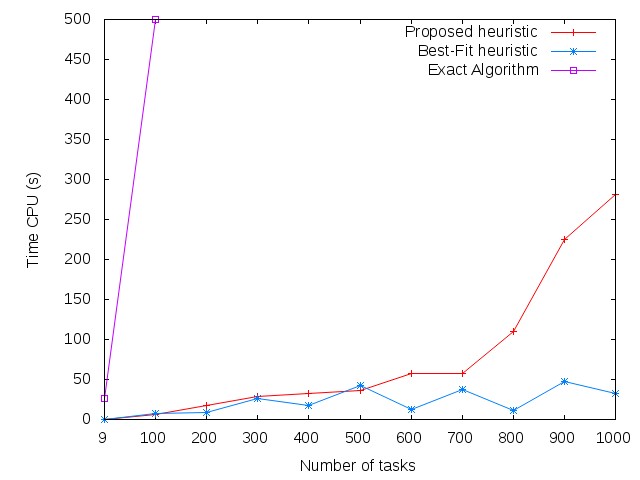 Proposed heuristic
Best-Fit heuristic
Exact Algorithm
500
450
400
350
300
250
200
150
100
50
0
Time CPU (s)
9 100 200 300 400 500 600 700 800 900 1000
Number of tasks